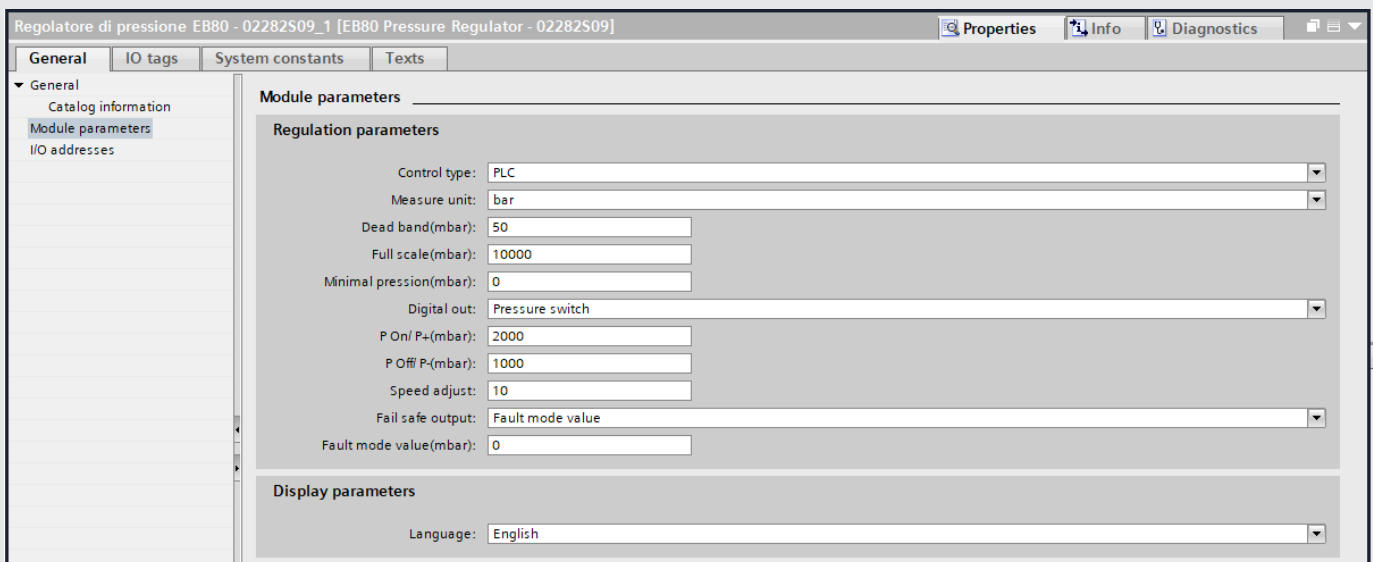 Regolatore di pressione EB80 - 02282S09_1 [EB80 Pressure Regulator - 02282S09]
Properties
Info
Diagnostics
General
IO tags
System constants
Texts
General
Catalog information
Module parameters
I/O addresses
Module parameters
Regulation parameters
Control type: PLC
Measure unit: bar
Dead band(mbar): 50
Full scale(mbar): 10000
Minimal pression(mbar): 0
Digital out: Pressure switch
P On/ P+(mbar): 2000
P Off/ P-(mbar): 1000
Speed adjust: 10
Fail safe output: Fault mode value
Fault mode value(mbar): 0
Display parameters
Language: English